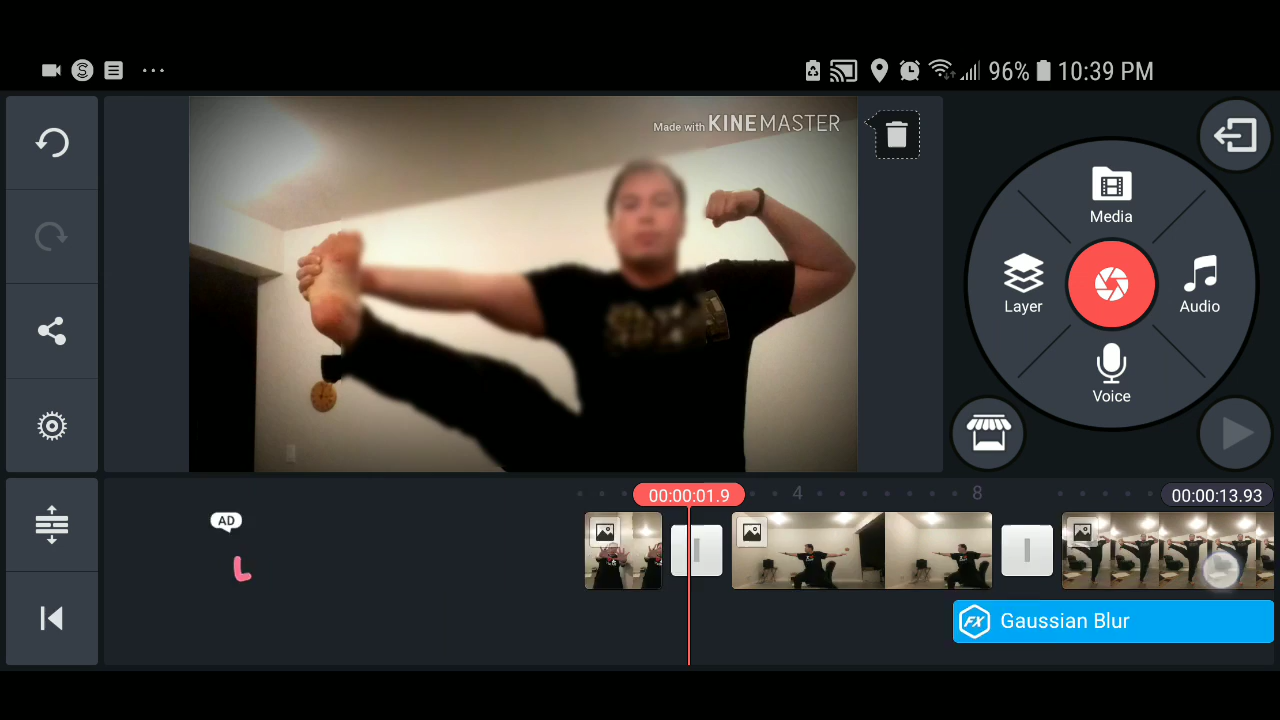 96% 10:39 PM
Made with KINEMASTER
Media
Layer
Audio
Voice
00:00:01.9
4
8
00:00:13.93
AD
FX Gaussian Blur